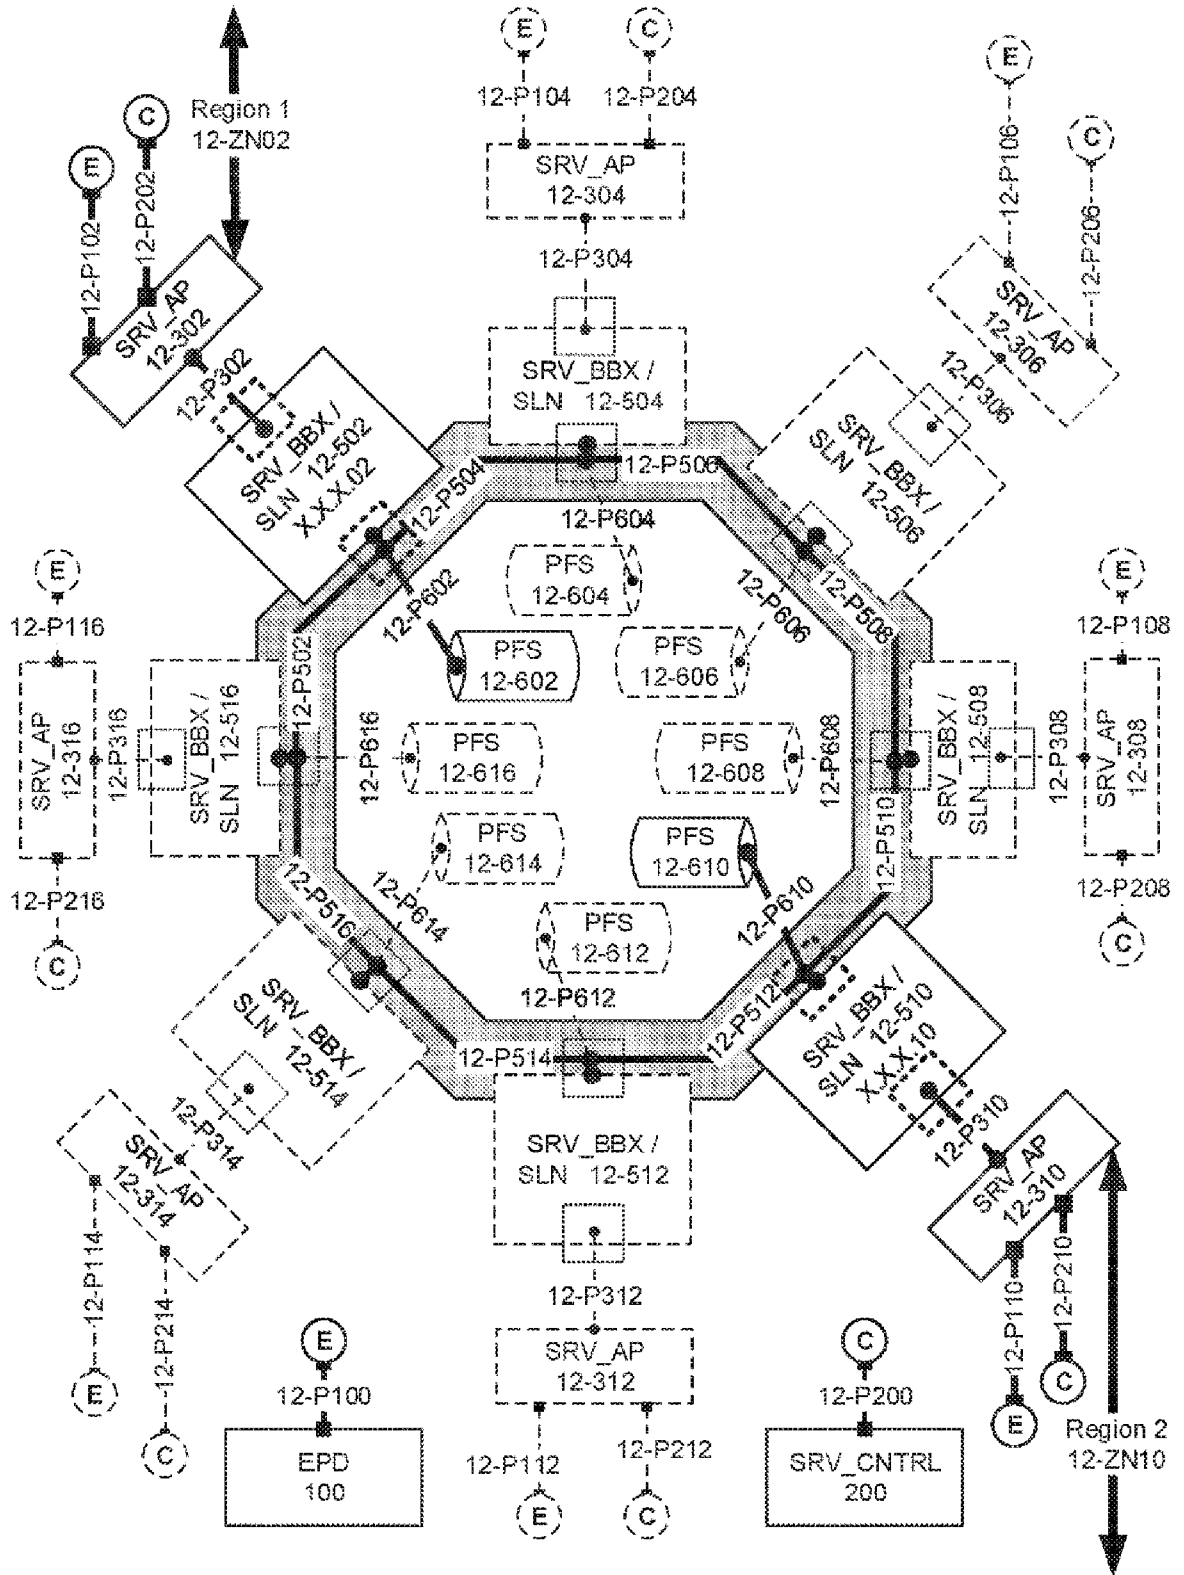 E
C
E
12-P104
12-P204
SRV_AP
12-304
12-P304
SRV_BBX /
SLN 12-504
12-P506
12-P604
Region 1
12-ZN02
C
E
12-P202
12-P102
SRV_AP
12-302
12-P302
SRV_BBX /
SLN 12-502
X.X.X.02
12-P504
12-P602
C
12-P106
12-P206
SRV_AP
12-306
12-P306
SRV_BBX /
SLN 12-506
12-P606
12-P508
PFS
12-604
PFS
12-602
PFS
12-606
PFS
12-616
PFS
12-608
PFS
12-614
PFS
12-610
PFS
12-612
E
12-P116
SRV_AP
12-316
12-P316
SRV_BBX /
SLN 12-516
12-P502
12-P616
12-P216
C
E
12-P108
12-P608
12-P510
SRV_BBX /
SLN 12-508
12-P308
SRV_AP
12-308
12-P208
C
12-P516
12-P614
SRV_BBX /
SLN 12-514
12-P314
SRV_AP
12-314
12-P114
12-P214
E
C
12-P612
12-P514
SRV_BBX /
SLN 12-512
12-P312
SRV_AP
12-312
12-P112
12-P212
E
C
12-P610
12-P512
SRV_BBX /
SLN 12-510
X.X.X.10
12-P310
SRV_AP
12-310
12-P110
12-P210
E
C
Region 2
12-ZN10
E
12-P100
EPD
100
C
12-P200
SRV_CNTRL
200